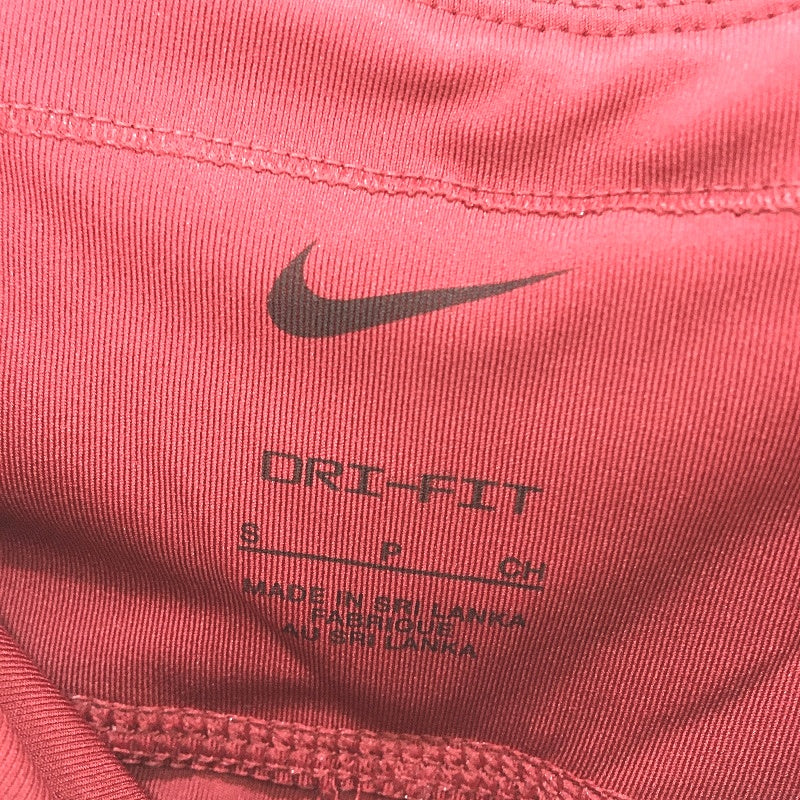 DRI-FIT
S P CH
MADE IN SRI LANKA
FABRIQUE
AU SRI LANKA